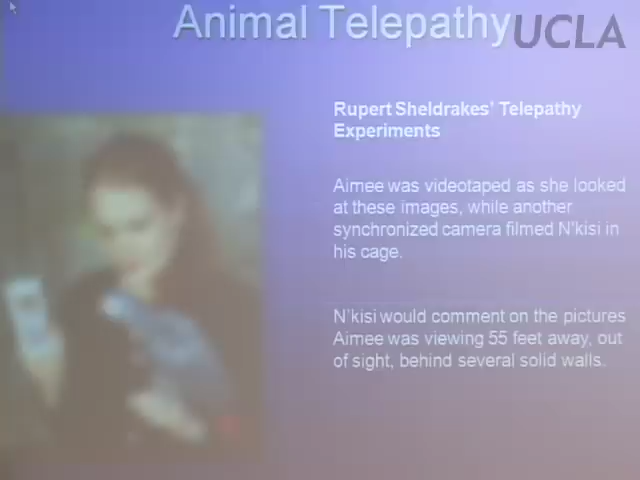 Animal Telepathy
UCLA
Rupert Sheldrakes' Telepathy
Experiments
Aimee was videotaped as she looked
at these images, while another
synchronized camera filmed N'kisi in
his cage.
N'kisi would comment on the pictures
Aimee was viewing 55 feet away, out
of sight, behind several solid walls.